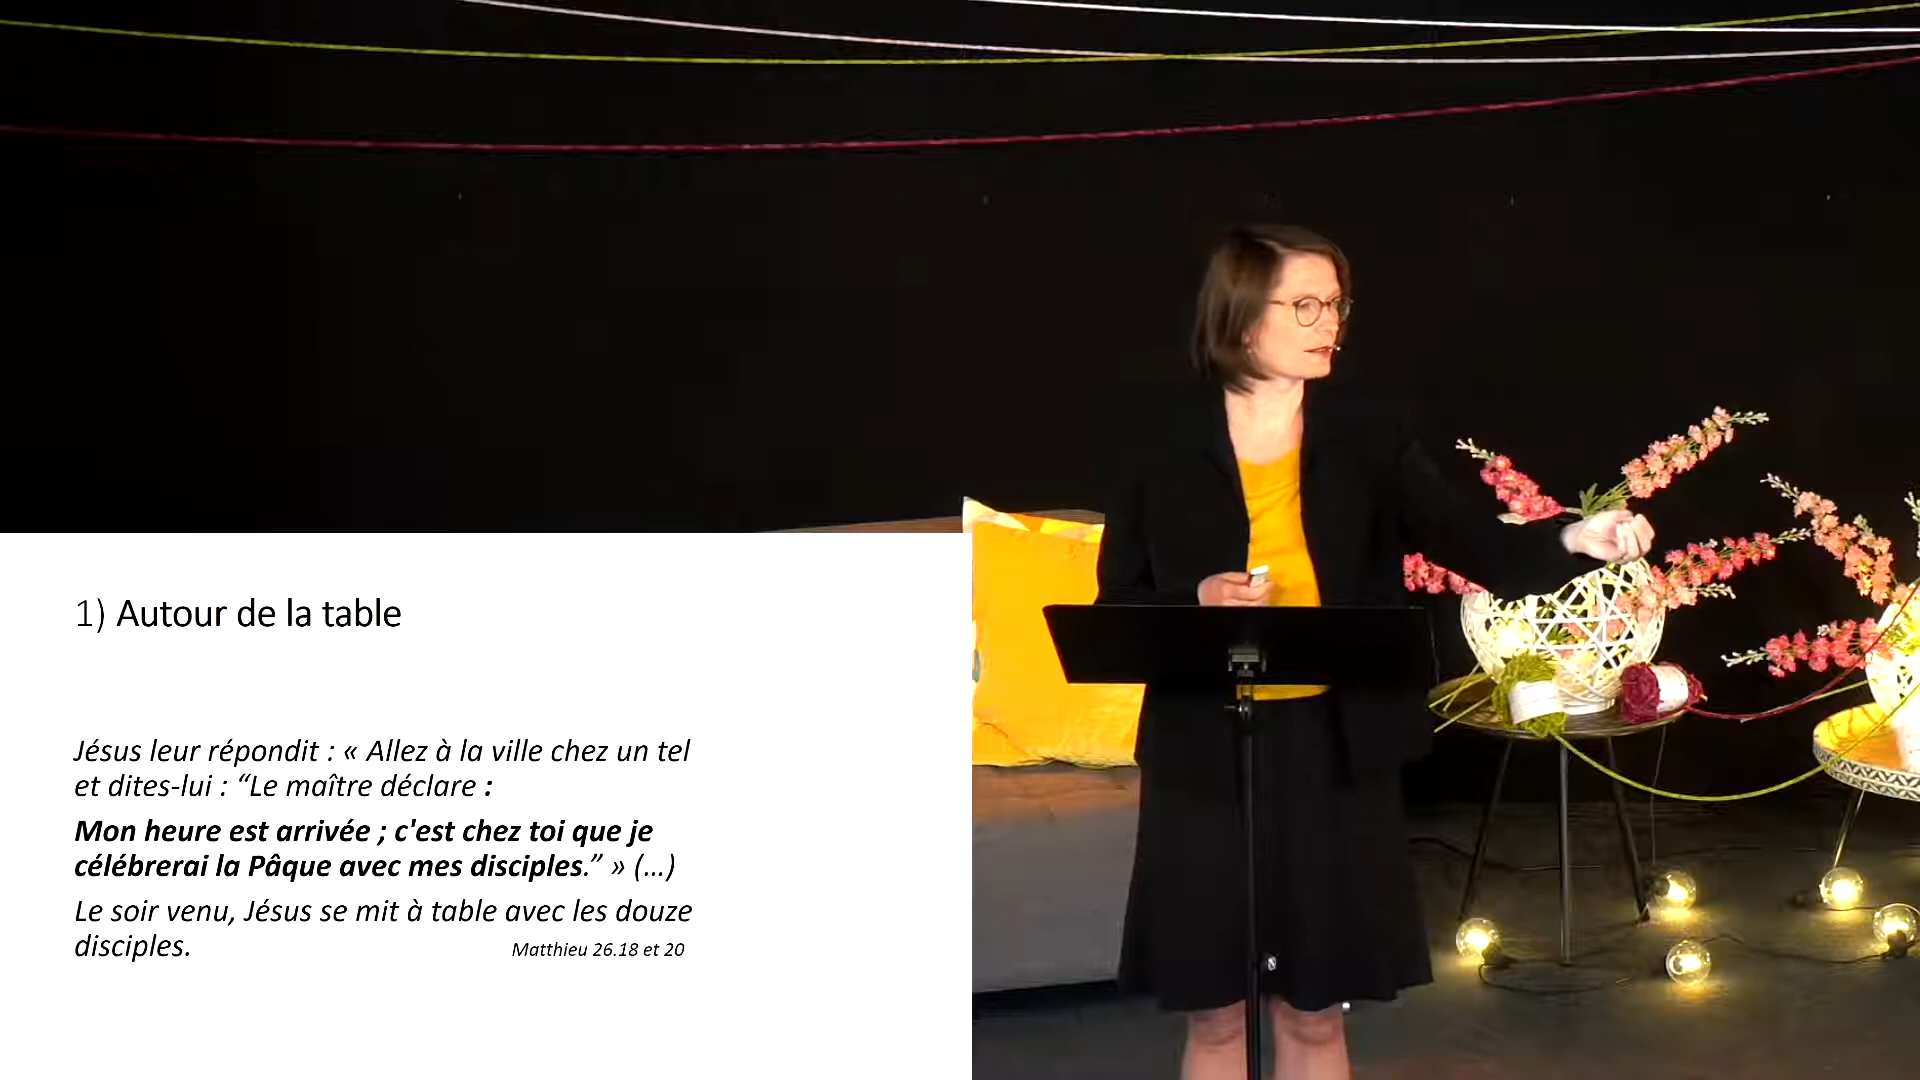 1) Autour de la table
Jésus leur répondit : « Allez à la ville chez un tel
et dites-lui : “Le maître déclare :
Mon heure est arrivée ; c'est chez toi que je
célébrerai la Pâque avec mes disciples.” » (...)
Le soir venu, Jésus se mit à table avec les douze
disciples.
Matthieu 26.18 et 20